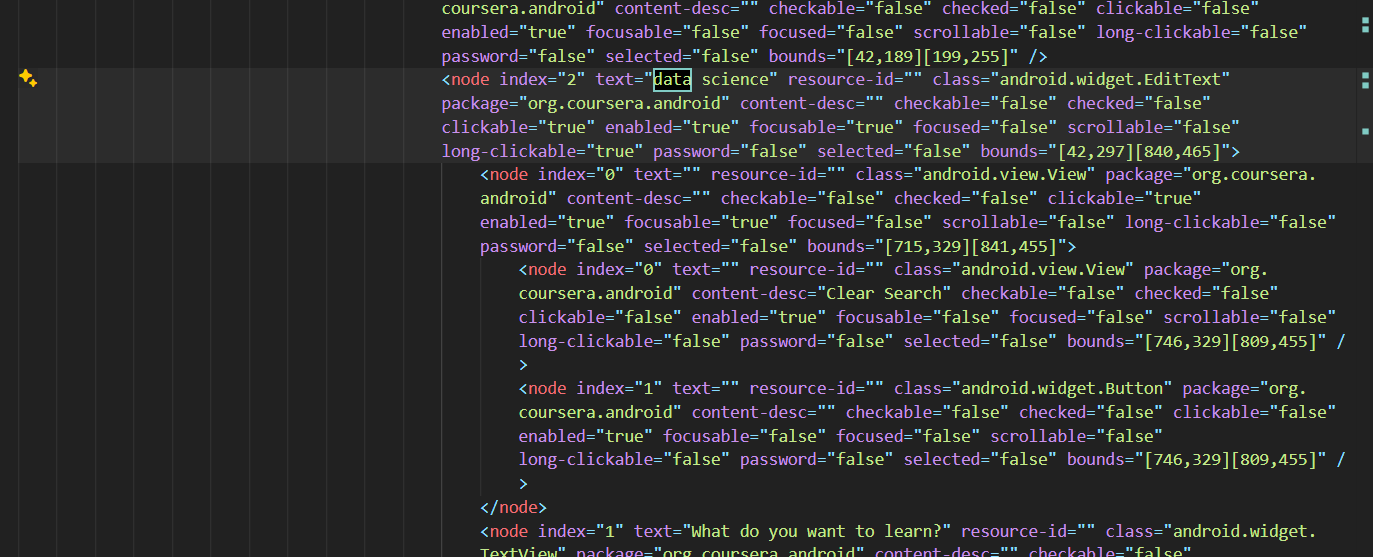 coursera.android" content-desc="" checkable="false" checked="false" clickable="false"
enabled="true" focusable="false" focused="false" scrollable="false" long-clickable="false"
password="false" selected="false" bounds="[42,189][199,255]" />
<node index="2" text="data science" resource-id="" class="android.widget.EditText"
package="org.coursera.android" content-desc="" checkable="false" checked="false"
clickable="true" enabled="true" focusable="true" focused="false" scrollable="false"
long-clickable="true" password="false" selected="false" bounds="[42,297][840,465]">
<node index="0" text="" resource-id="" class="android.view.View" package="org.coursera.
android" content-desc="" checkable="false" checked="false" clickable="true"
enabled="true" focusable="true" focused="false" scrollable="false" long-clickable="false"
password="false" selected="false" bounds="[715,329][841,455]">
<node index="0" text="" resource-id="" class="android.view.View" package="org.
coursera.android" content-desc="Clear Search" checkable="false" checked="false"
clickable="false" enabled="true" focusable="false" focused="false" scrollable="false"
long-clickable="false" password="false" selected="false" bounds="[746,329][809,455]" /
>
<node index="1" text="" resource-id="" class="android.widget.Button" package="org.
coursera.android" content-desc="" checkable="false" checked="false" clickable="false"
enabled="true" focusable="false" focused="false" scrollable="false"
long-clickable="false" password="false" selected="false" bounds="[746,329][809,455]" /
>
</node>
<node index="1" text="What do you want to learn?" resource-id="" class="android.widget.
TextView" package="org.coursera.android" content-desc="" checkable="false"